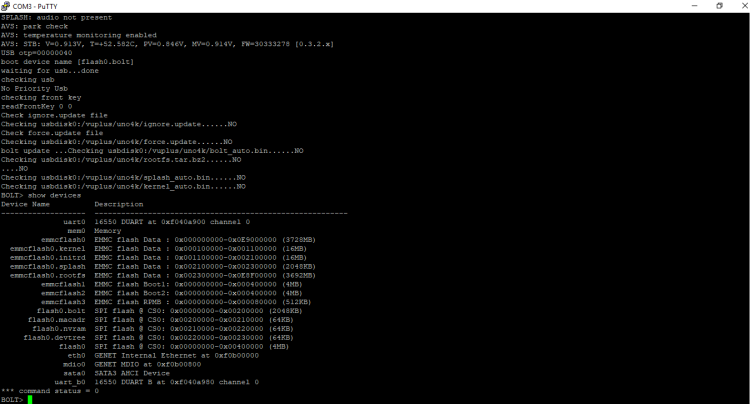 COM3 - PuTTY
SPLASH: audio not present
AVS: park check
AVS: temperature monitoring enabled
AVS: STB: V=0.913V, T=+52.582C, PV=0.846V, MV=0.914V, FW=30333278 [0.3.2.x]
USB otp=00000040
boot device name [flash0.bolt]
waiting for usb...done
checking usb
No Priority Usb
checking front key
readFrontKey 0 0
Check ignore.update file
Checking usbdisk0:/vuplus/uno4k/ignore.update......NO
Check force.update file
Checking usbdisk0:/vuplus/uno4k/force.update......NO
bolt update ...Checking usbdisk0:/vuplus/uno4k/bolt_auto.bin......NO
Checking usbdisk0:/vuplus/uno4k/rootfs.tar.bz2......NO
....NO
Checking usbdisk0:/vuplus/uno4k/splash_auto.bin......NO
Checking usbdisk0:/vuplus/uno4k/kernel_auto.bin......NO
BOLT> show devices
Device Name Description
------------------- ---------------------------------------------------------
uart0 16550 DUART at 0xf040a900 channel 0
mem0 Memory
emmcflash0 EMMC flash Data : 0x000000000-0x0E9000000 (3728MB)
emmcflash0.kernel EMMC flash Data : 0x000100000-0x001100000 (16MB)
emmcflash0.initrd EMMC flash Data : 0x001100000-0x002100000 (16MB)
emmcflash0.splash EMMC flash Data : 0x002100000-0x002300000 (2048KB)
emmcflash0.rootfs EMMC flash Data : 0x002300000-0x0E8F00000 (3692MB)
emmcflash1 EMMC flash Boot1: 0x000000000-0x000400000 (4MB)
emmcflash2 EMMC flash Boot2: 0x000000000-0x000400000 (4MB)
emmcflash3 EMMC flash RPMB : 0x000000000-0x000080000 (512KB)
flash0.bolt SPI flash @ CS0: 0x00000000-0x00200000 (2048KB)
flash0.macadr SPI flash @ CS0: 0x00200000-0x00210000 (64KB)
flash0.nvram SPI flash @ CS0: 0x00210000-0x00220000 (64KB)
flash0.devtree SPI flash @ CS0: 0x00220000-0x00230000 (64KB)
flash0 SPI flash @ CS0: 0x00000000-0x00400000 (4MB)
eth0 GENET Internal Ethernet at 0xf0b00000
mdio0 GENET MDIO at 0xf0b00800
sata0 SATA3 AHCI Device
uart_b0 16550 DUART B at 0xf040a980 channel 0
*** command status = 0
BOLT>